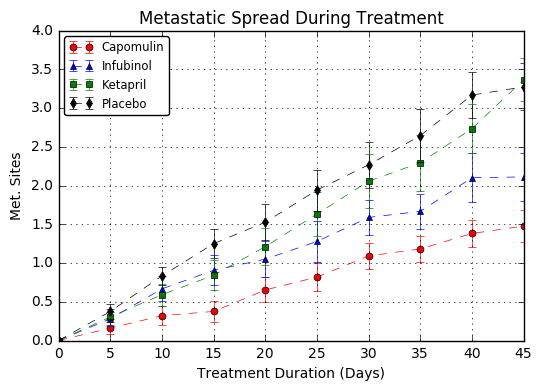 Metastatic Spread During Treatment
4.0
3.5
3.0
2.5
2.0
1.5
1.0
0.5
0.0
Met. Sites
Capomulin
Infubinol
Ketapril
Placebo
0 5 10 15 20 25 30 35 40 45
Treatment Duration (Days)